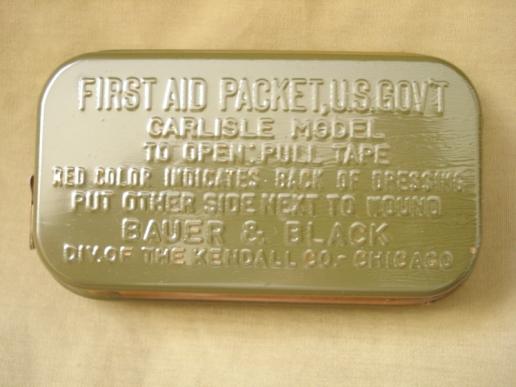 FIRST AID PACKET, U.S. GOV'T
CARLISLE MODEL
TO OPEN: PULL TAPE
RED COLOR INDICATES - BACK OF DRESSING
PUT OTHER SIDE NEXT TO WOUND
BAUER & BLACK
DIV. OF THE KENDALL CO.- CHICAGO